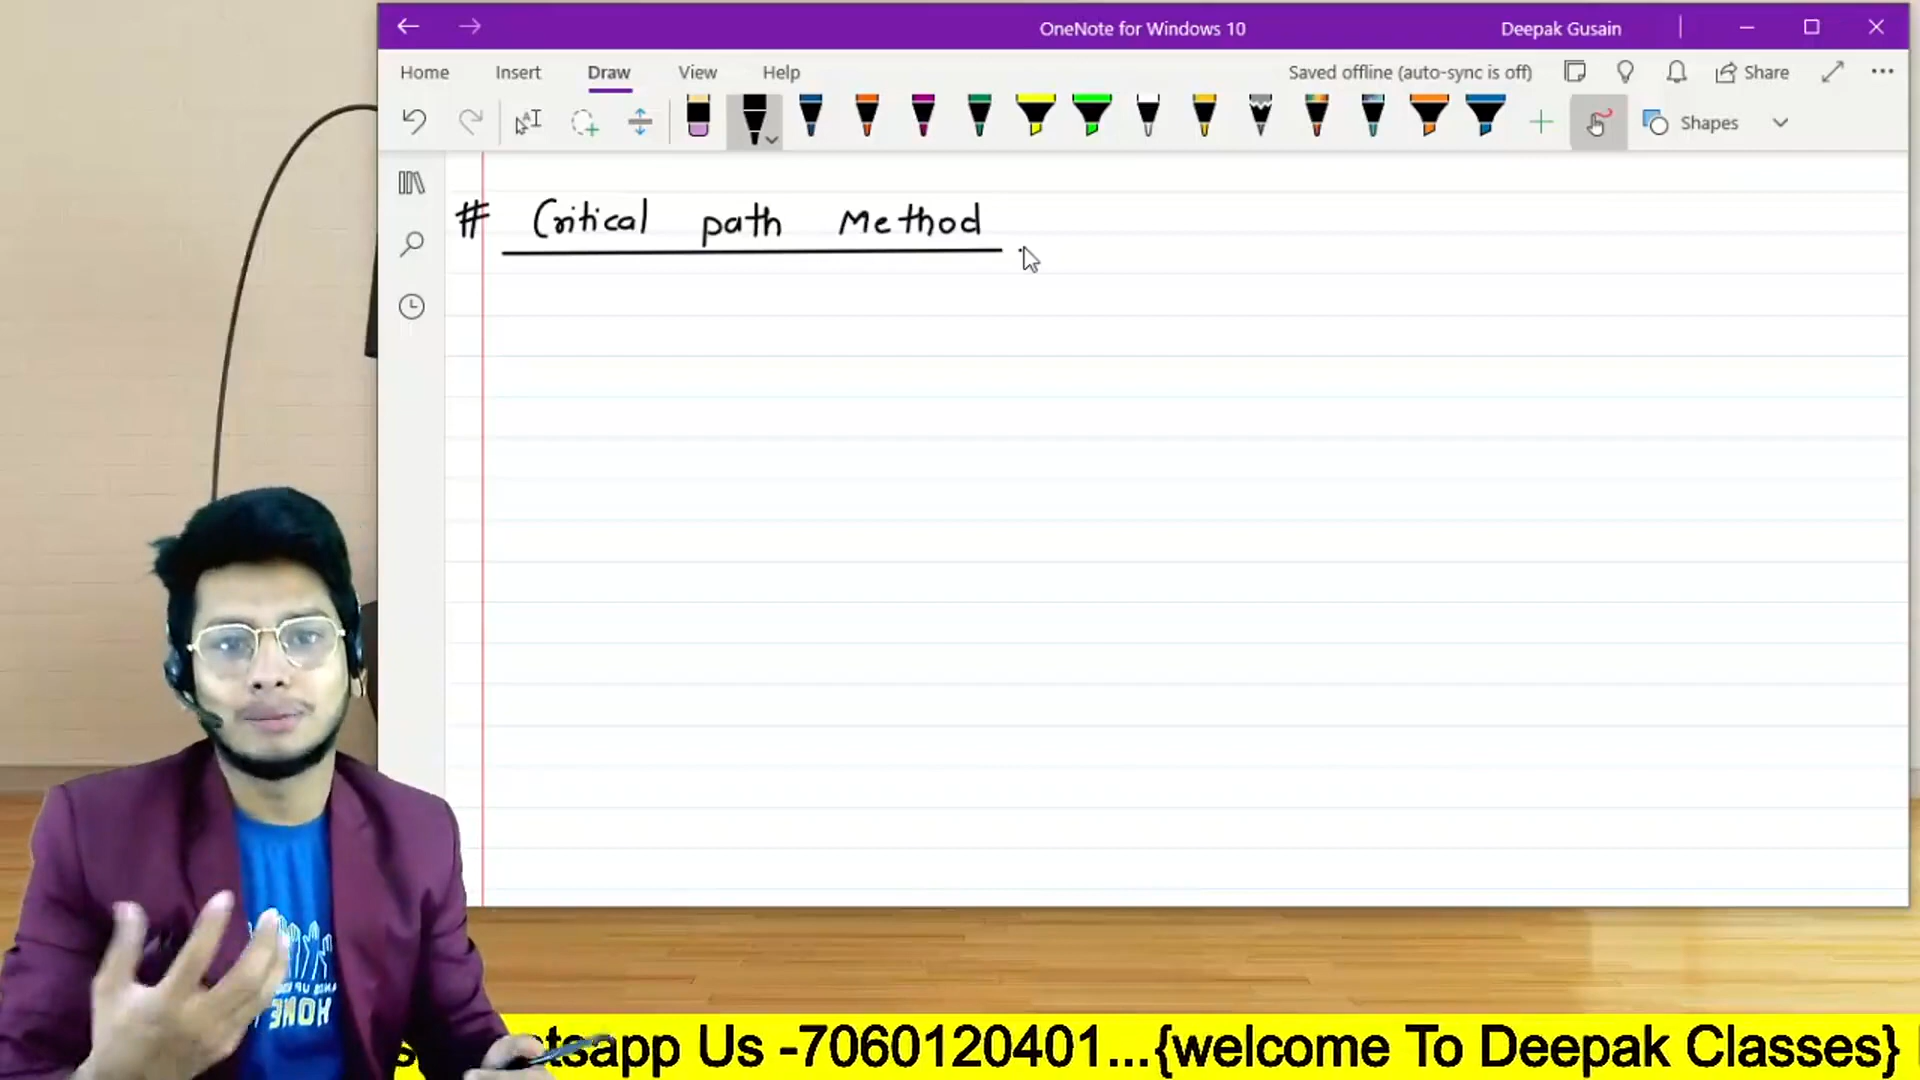 OneNote for Windows 10
Deepak Gusain
Home Insert Draw View Help
Saved offline (auto-sync is off)
Share
Shapes
# Critical path Method
HOME
Us -7060120401...{welcome To Deepak Classes}